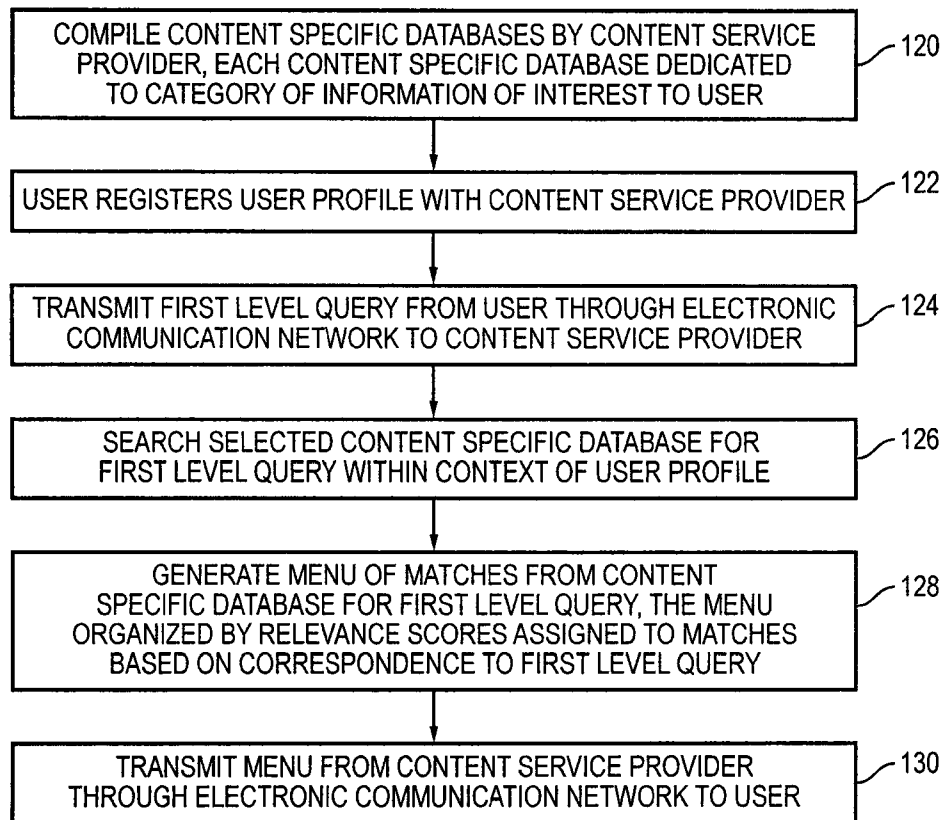 COMPILE CONTENT SPECIFIC DATABASES BY CONTENT SERVICE
PROVIDER, EACH CONTENT SPECIFIC DATABASE DEDICATED
TO CATEGORY OF INFORMATION OF INTEREST TO USER
120
USER REGISTERS USER PROFILE WITH CONTENT SERVICE PROVIDER
122
TRANSMIT FIRST LEVEL QUERY FROM USER THROUGH ELECTRONIC
COMMUNICATION NETWORK TO CONTENT SERVICE PROVIDER
124
SEARCH SELECTED CONTENT SPECIFIC DATABASE FOR
FIRST LEVEL QUERY WITHIN CONTEXT OF USER PROFILE
126
GENERATE MENU OF MATCHES FROM CONTENT
SPECIFIC DATABASE FOR FIRST LEVEL QUERY, THE MENU
ORGANIZED BY RELEVANCE SCORES ASSIGNED TO MATCHES
BASED ON CORRESPONDENCE TO FIRST LEVEL QUERY
128
TRANSMIT MENU FROM CONTENT SERVICE PROVIDER
THROUGH ELECTRONIC COMMUNICATION NETWORK TO USER
130